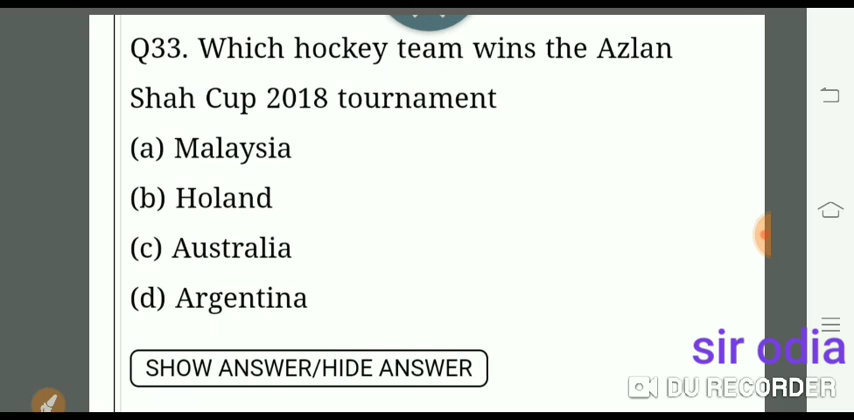 Q33. Which hockey team wins the Azlan
Shah Cup 2018 tournament
(a) Malaysia
(b) Holand
(c) Australia
(d) Argentina
SHOW ANSWER/HIDE ANSWER
sir odia
DU RECORDER